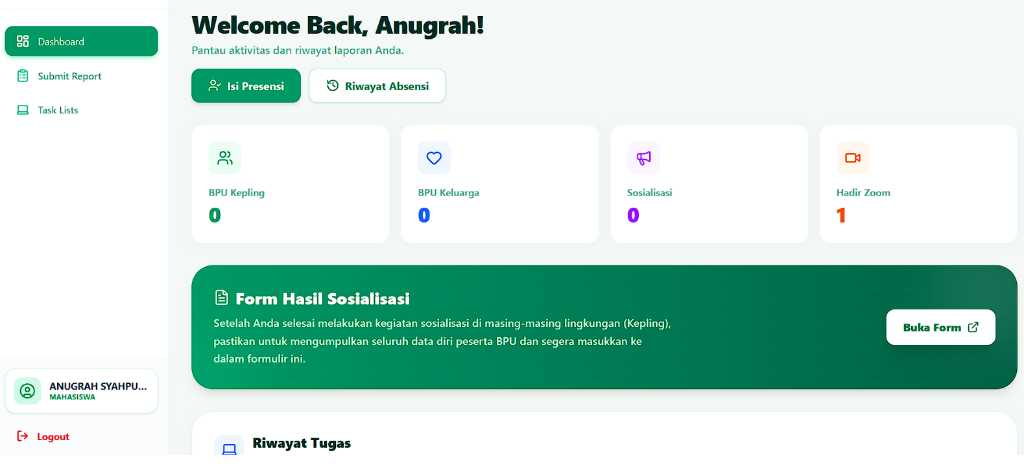 Dashboard
Submit Report
Task Lists
ANUGRAH SYAHPU...
MAHASISWA
Logout
Welcome Back, Anugrah!
Pantau aktivitas dan riwayat laporan Anda.
Isi Presensi
Riwayat Absensi
BPU Kepling
0
BPU Keluarga
0
Sosialisasi
0
Hadir Zoom
1
Form Hasil Sosialisasi
Setelah Anda selesai melakukan kegiatan sosialisasi di masing-masing lingkungan (Kepling),
pastikan untuk mengumpulkan seluruh data diri peserta BPU dan segera masukkan ke
dalam formulir ini.
Buka Form
Riwayat Tugas